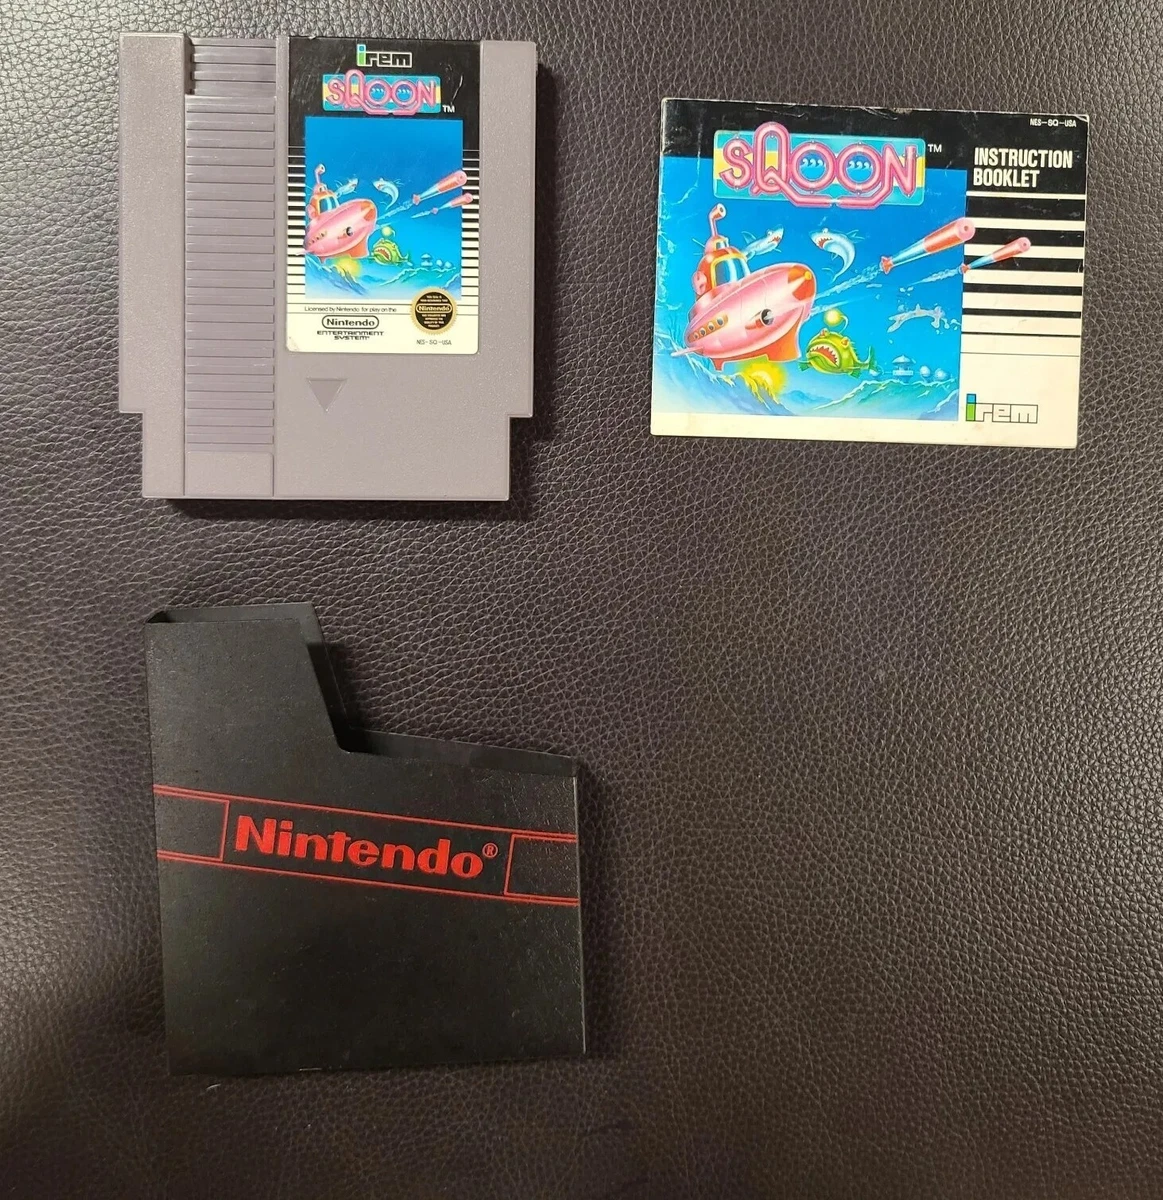 irem
SQOON
TM
Licensed by Nintendo for play on the
Nintendo
ENTERTAINMENT
SYSTEM
Nintendo
NES-SQ-USA
NES-SQ-USA
SQOON
TM
INSTRUCTION
BOOKLET
irem
Nintendo®